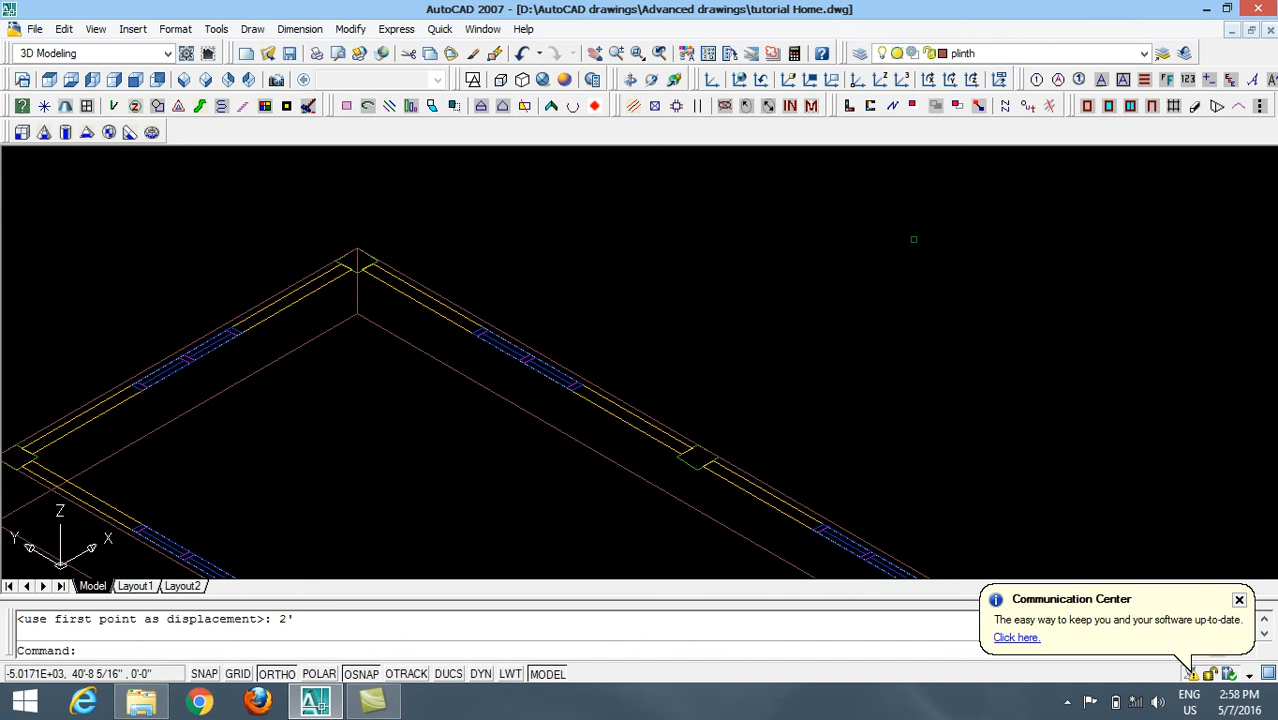 AutoCAD 2007 - [D:\AutoCAD drawings\Advanced drawings\tutorial Home.dwg]
File Edit View Insert Format Tools Draw Dimension Modify Express Quick Window Help
3D Modeling
plinth
123
IN
M
Z
Y
X
Model Layout1 Layout2
<use first point as displacement>: 2'
Command:
Communication Center
The easy way to keep you and your software up-to-date.
Click here.
-5.0171E+03, 40'-8 5/16", 0'-0"
SNAP GRID ORTHO POLAR OSNAP OTRACK DUCS DYN LWT MODEL
ENG
US
2:58 PM
5/7/2016